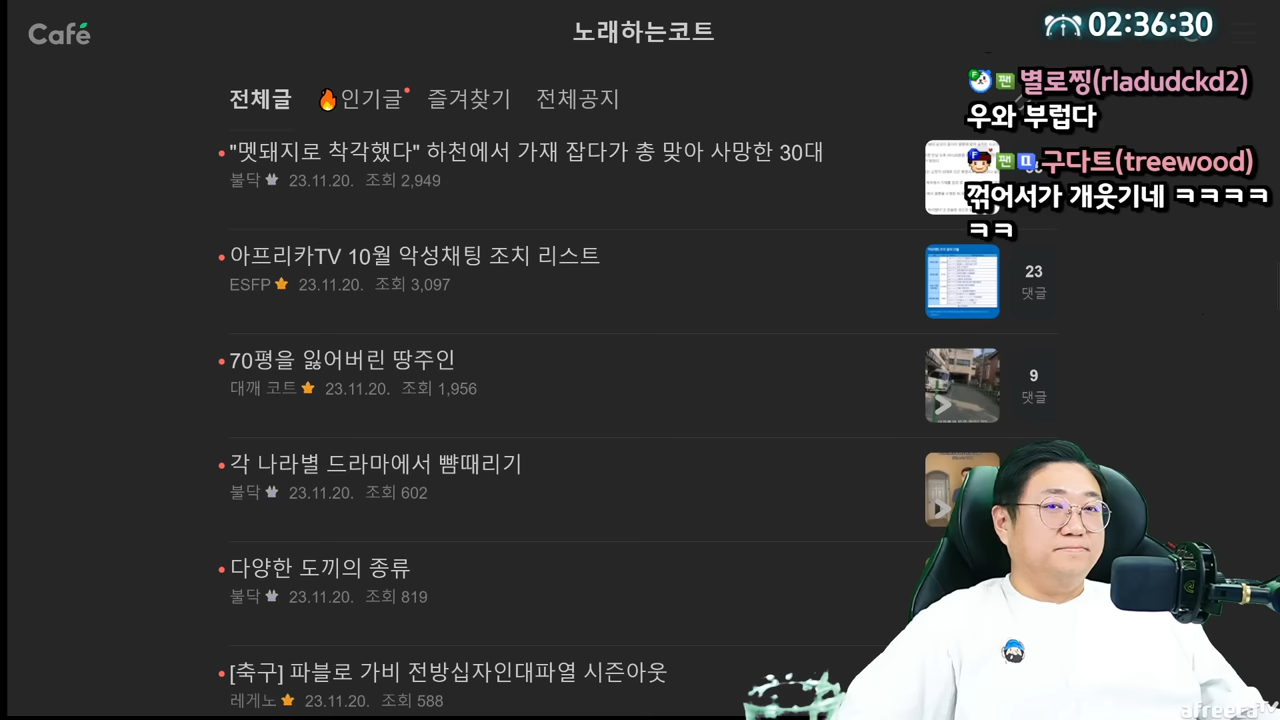 Café
노래하는코트
02:36:30
전체글
인기글
즐겨찾기
전체공지
별로찡(rladudckd2)
우와 부럽다
구다트(treewood)
꺾어서가 개웃기네 ㅋㅋㅋㅋ
ㅋㅋ
"멧돼지로 착각했다" 하천에서 가재 잡다가 총 맞아 사망한 30대
불닥 23.11.20. 조회 2,949
아프리카TV 10월 악성채팅 조치 리스트
23.11.20. 조회 3,097
23
댓글
70평을 잃어버린 땅주인
대깨 코트 23.11.20. 조회 1,956
9
댓글
각 나라별 드라마에서 뺨때리기
불닥 23.11.20. 조회 602
다양한 도끼의 종류
불닥 23.11.20. 조회 819
[축구] 파블로 가비 전방십자인대파열 시즌아웃
레게노 23.11.20. 조회 588
afreecaTV